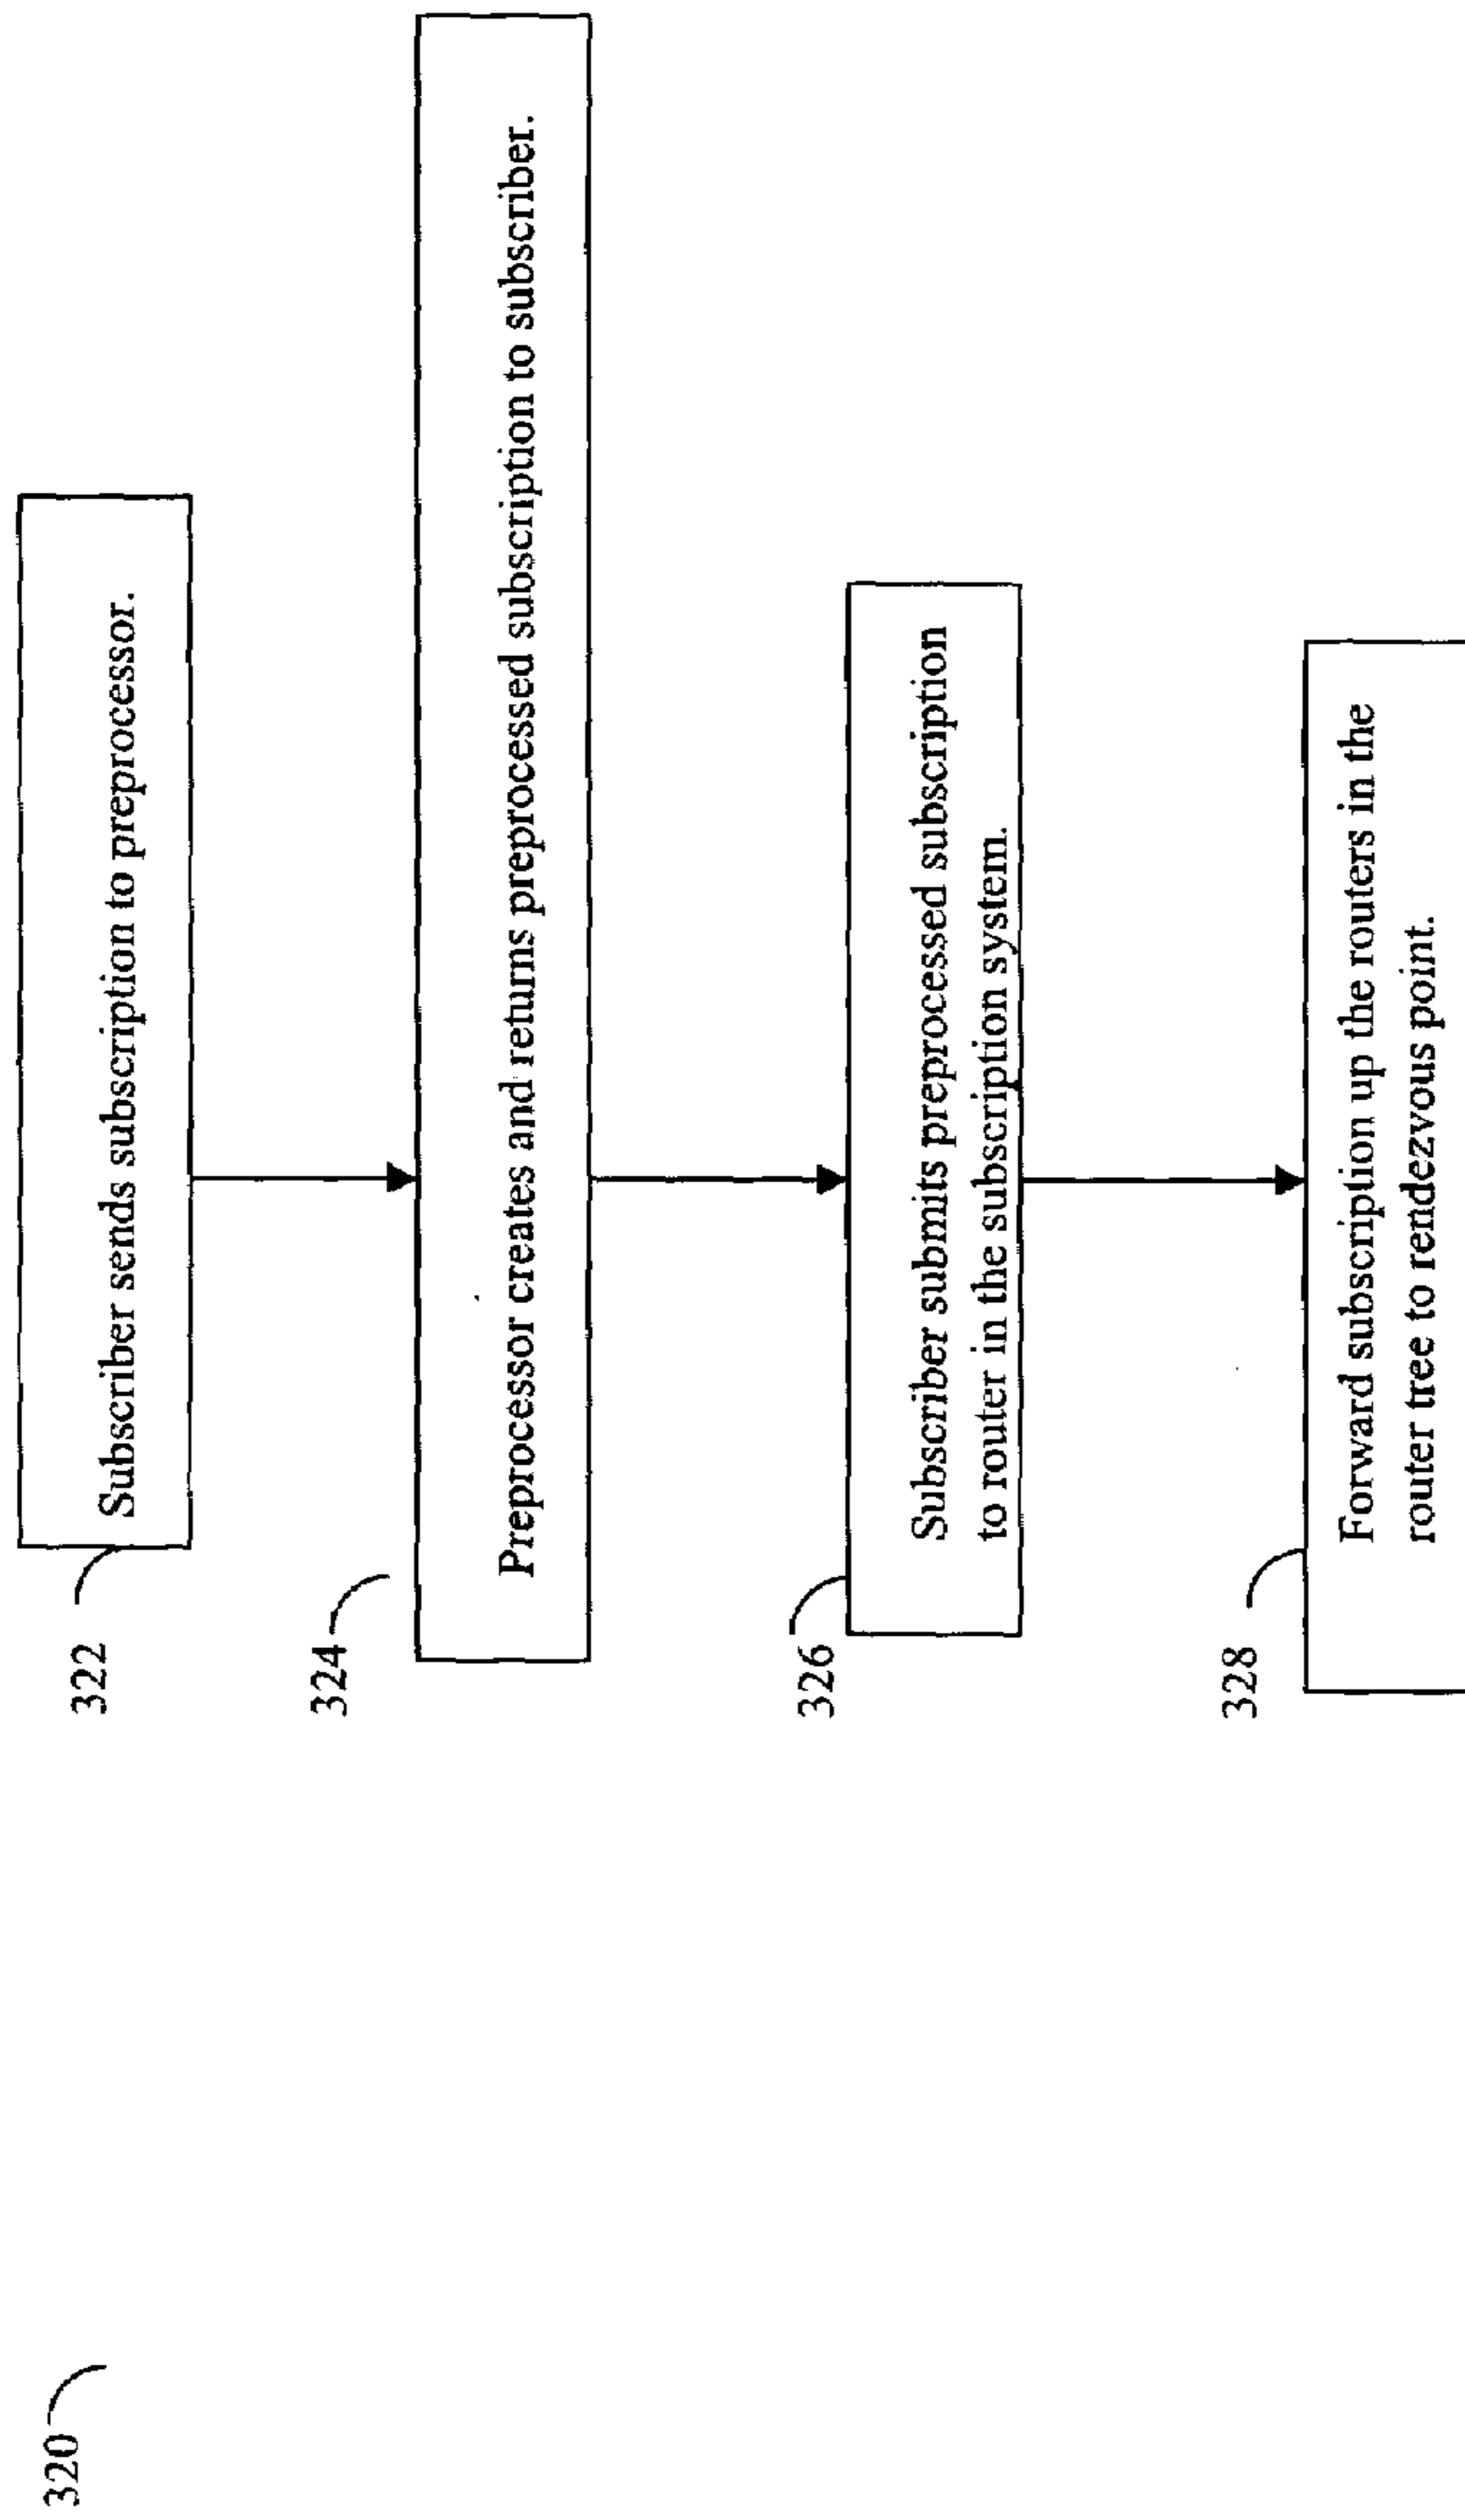 320
322
Subscriber sends subscription to preprocessor.
324
Preprocessor creates and returns preprocessed subscription to subscriber.
326
Subscriber submits preprocessed subscription
to router in the subscription system.
328
Forward subscription up the routers in the
router tree to rendezvous point.